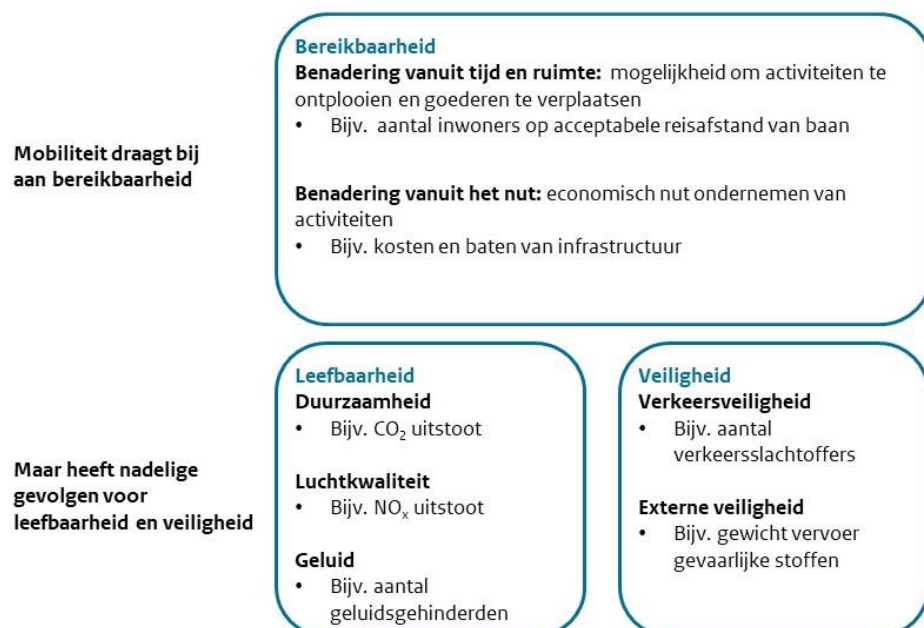 Bereikbaarheid
Benadering vanuit tijd en ruimte: mogelijkheid om activiteiten te
ontplooien en goederen te verplaatsen
• Bijv. aantal inwoners op acceptabele reisafstand van baan
Mobiliteit draagt bij
aan bereikbaarheid
Benadering vanuit het nut: economisch nut ondernemen van
activiteiten
• Bijv. kosten en baten van infrastructuur
Maar heeft nadelige
gevolgen voor
leefbaarheid en veiligheid
Leefbaarheid
Duurzaamheid
• Bijv. CO₂ uitstoot
Luchtkwaliteit
• Bijv. NOₓ uitstoot
Geluid
• Bijv. aantal
geluidsgehinderden
Veiligheid
Verkeersveiligheid
• Bijv. aantal
verkeersslachtoffers
Externe veiligheid
• Bijv. gewicht vervoer
gevaarlijke stoffen